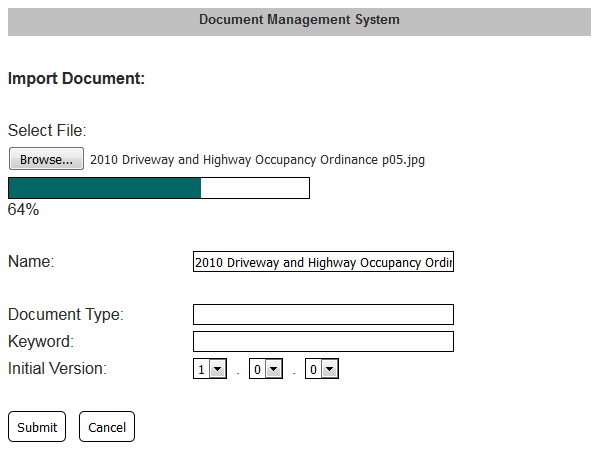 Document Management System
Import Document:
Select File:
Browse... 2010 Driveway and Highway Occupancy Ordinance p05.jpg
64%
Name: 2010 Driveway and Highway Occupancy Ordin
Document Type:
Keyword:
Initial Version: 1 . 0 . 0
Submit Cancel